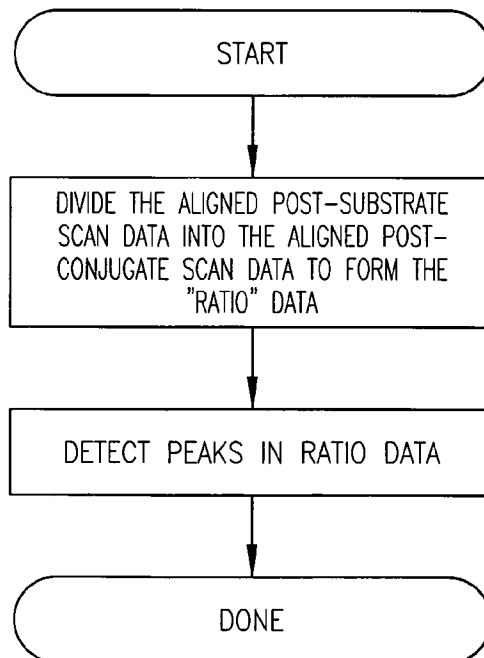 START
DIVIDE THE ALIGNED POST-SUBSTRATE
SCAN DATA INTO THE ALIGNED POST-
CONJUGATE SCAN DATA TO FORM THE
"RATIO" DATA
DETECT PEAKS IN RATIO DATA
DONE